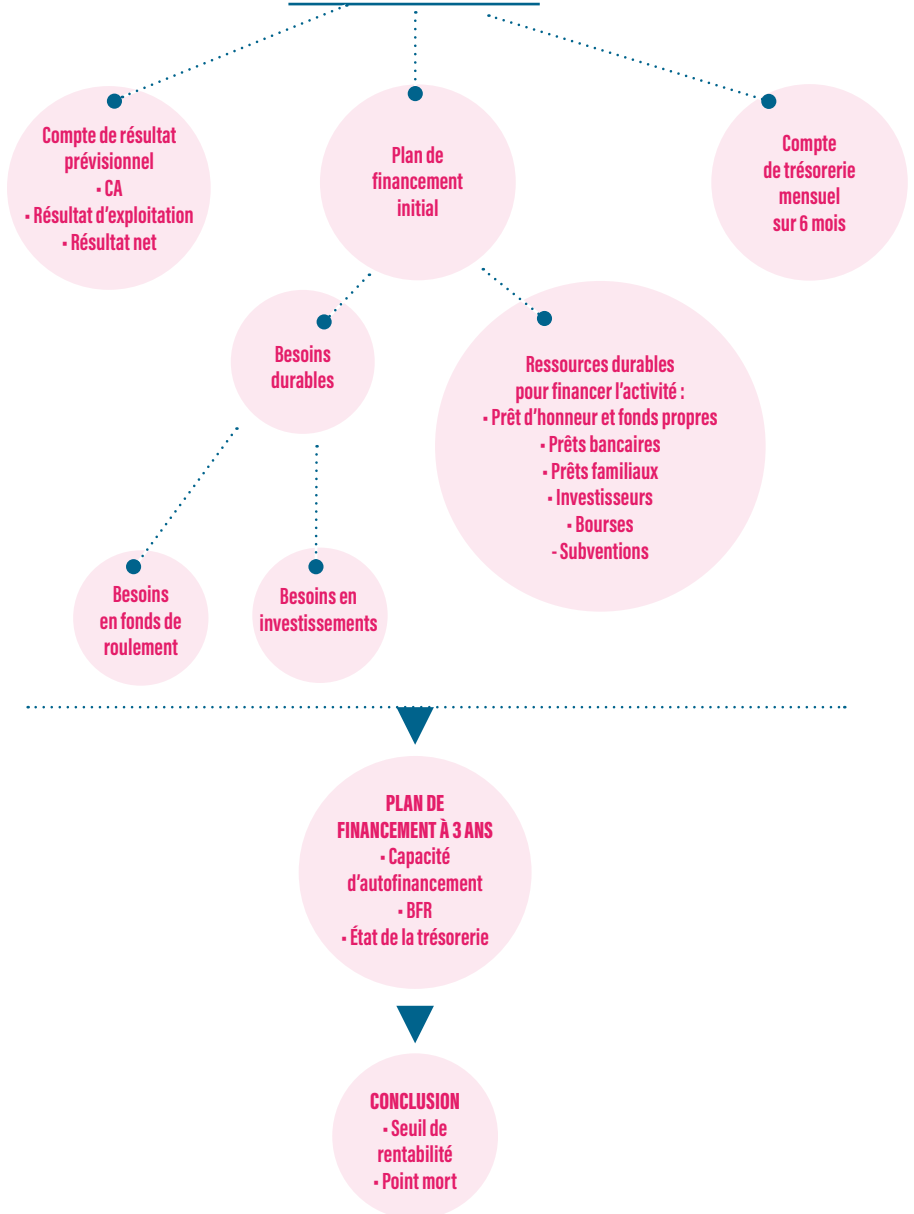 Compte de résultat
prévisionnel
▪ CA
▪ Résultat d'exploitation
▪ Résultat net
Plan de
financement
initial
Compte
de trésorerie
mensuel
sur 6 mois
Besoins
durables
Ressources durables
pour financer l'activité :
▪ Prêt d'honneur et fonds propres
▪ Prêts bancaires
▪ Prêts familiaux
▪ Investisseurs
▪ Bourses
- Subventions
Besoins
en fonds de
roulement
Besoins en
investissements
PLAN DE
FINANCEMENT À 3 ANS
▪ Capacité
d'autofinancement
▪ BFR
▪ État de la trésorerie
CONCLUSION
▪ Seuil de
rentabilité
▪ Point mort